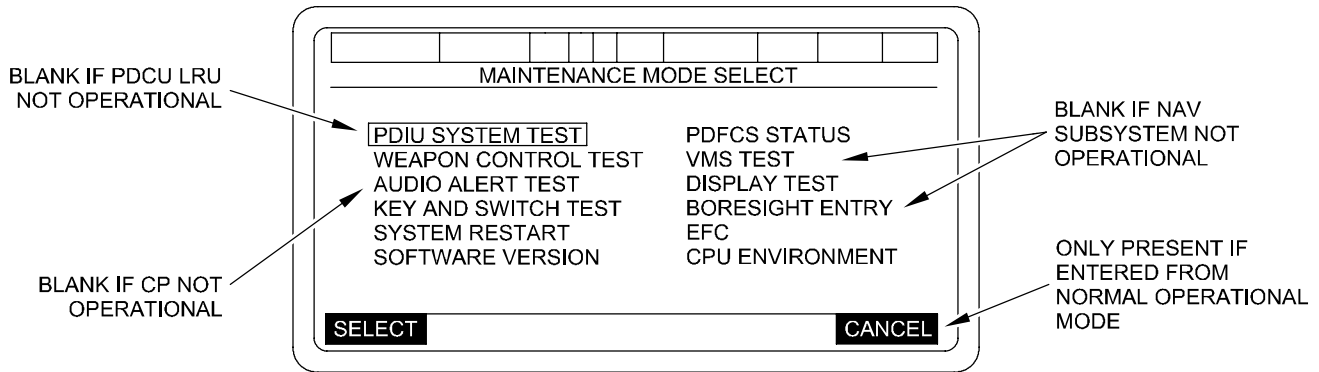 BLANK IF PDCU LRU
NOT OPERATIONAL
BLANK IF CP NOT
OPERATIONAL
MAINTENANCE MODE SELECT
PDIU SYSTEM TEST
WEAPON CONTROL TEST
AUDIO ALERT TEST
KEY AND SWITCH TEST
SYSTEM RESTART
SOFTWARE VERSION
PDFCS STATUS
VMS TEST
DISPLAY TEST
BORESIGHT ENTRY
EFC
CPU ENVIRONMENT
SELECT
CANCEL
BLANK IF NAV
SUBSYSTEM NOT
OPERATIONAL
ONLY PRESENT IF
ENTERED FROM
NORMAL OPERATIONAL
MODE